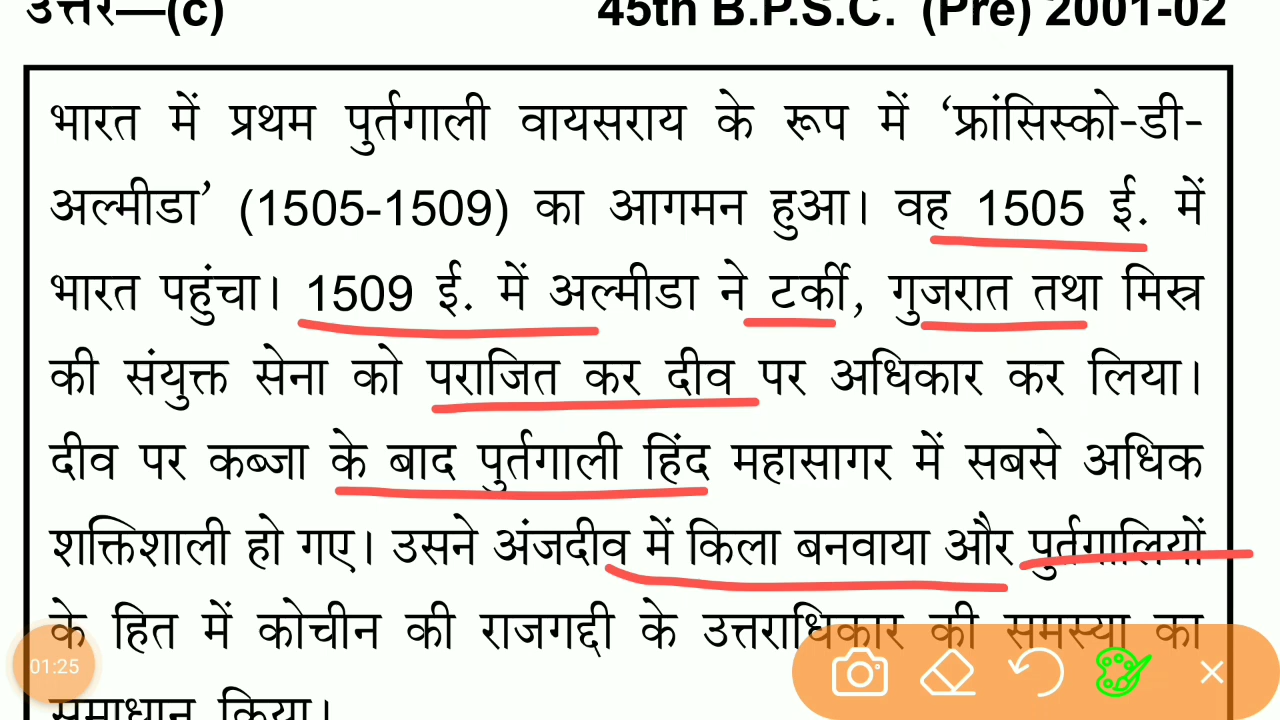 उत्तर—(c) 45th B.P.S.C. (Pre) 2001-02
भारत में प्रथम पुर्तगाली वायसराय के रूप में ‘फ्रांसिस्को-डी-
अल्मीडा’ (1505-1509) का आगमन हुआ। वह 1505 ई. में
भारत पहुंचा। 1509 ई. में अल्मीडा ने टर्की, गुजरात तथा मिस्र
की संयुक्त सेना को पराजित कर दीव पर अधिकार कर लिया।
दीव पर कब्जा के बाद पुर्तगाली हिंद महासागर में सबसे अधिक
शक्तिशाली हो गए। उसने अंजदीव में किला बनवाया और पुर्तगालियों
के हित में कोचीन की राजगद्दी के उत्तराधिकार की समस्या का
समाधान किया।
01:25